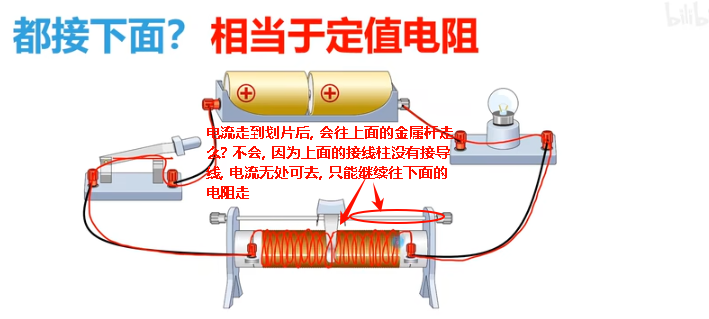 都接下面？ 相当于定值电阻
bilib
电流走到划片后, 会往上面的金属杆走
么? 不会, 因为上面的接线柱没有接导
线, 电流无处可去, 只能继续往下面的
电阻走